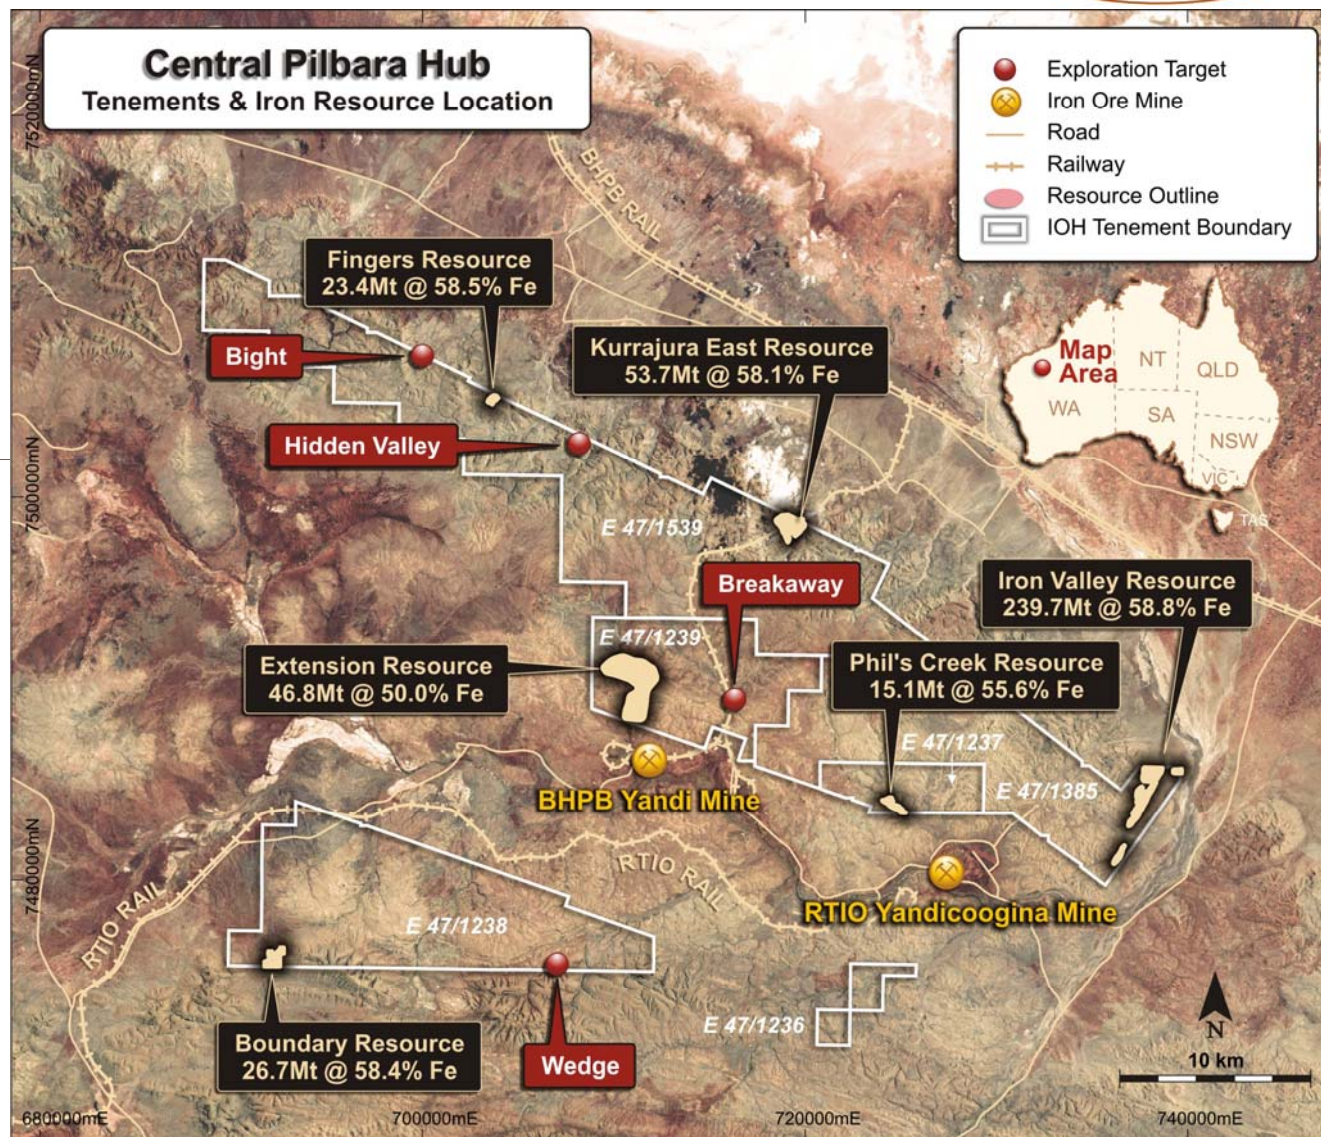 Central Pilbara Hub
Tenements & Iron Resource Location
Exploration Target
Iron Ore Mine
Road
Railway
Resource Outline
IOH Tenement Boundary
7520000mN
BHPB RAIL
Fingers Resource
23.4Mt @ 58.5% Fe
Bight
Kurrajura East Resource
53.7Mt @ 58.1% Fe
Map
Area
NT
QLD
WA
SA
NSW
VIC
TAS
Hidden Valley
7500000mN
E 47/1539
Breakaway
Iron Valley Resource
239.7Mt @ 58.8% Fe
E 47/1239
Extension Resource
46.8Mt @ 50.0% Fe
Phil's Creek Resource
15.1Mt @ 55.6% Fe
E 47/1237
E 47/1385
BHPB Yandi Mine
7480000mN
RTIO RAIL
RTIO RAIL
RTIO Yandicoogina Mine
E 47/1238
E 47/1236
Boundary Resource
26.7Mt @ 58.4% Fe
Wedge
N
10 km
680000mE
700000mE
720000mE
740000mE